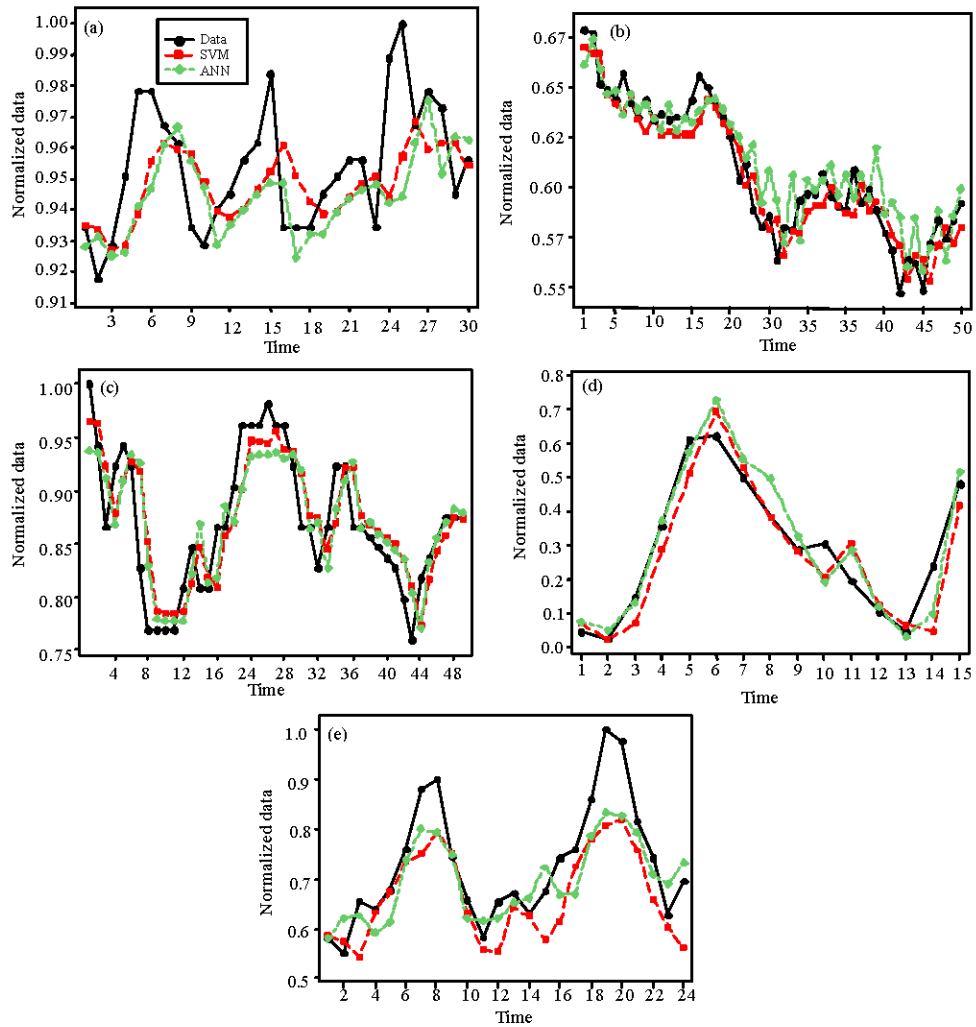 (a)
Data
SVM
ANN
Normalized data
1.00
0.99
0.98
0.97
0.96
0.95
0.94
0.93
0.92
0.91
3 6 9 12 15 18 21 24 27 30
Time
(b)
Normalized data
0.67
0.62
0.60
0.57
0.55
1 5 10 15 20 30 35 40 45 50
Time
(c)
Normalized data
1.00
0.95
0.90
0.85
0.80
0.75
4 8 12 16 20 24 28 32 36 40 44 48
Time
(d)
Normalized data
0.8
0.7
0.6
0.5
0.4
0.3
0.2
0.1
0.0
1 2 3 4 5 6 7 8 9 10 11 12 13 14 15
Time
(e)
Normalized data
1.0
0.9
0.8
0.7
0.6
0.5
2 4 6 8 10 12 14 16 18 20 22 24
Time